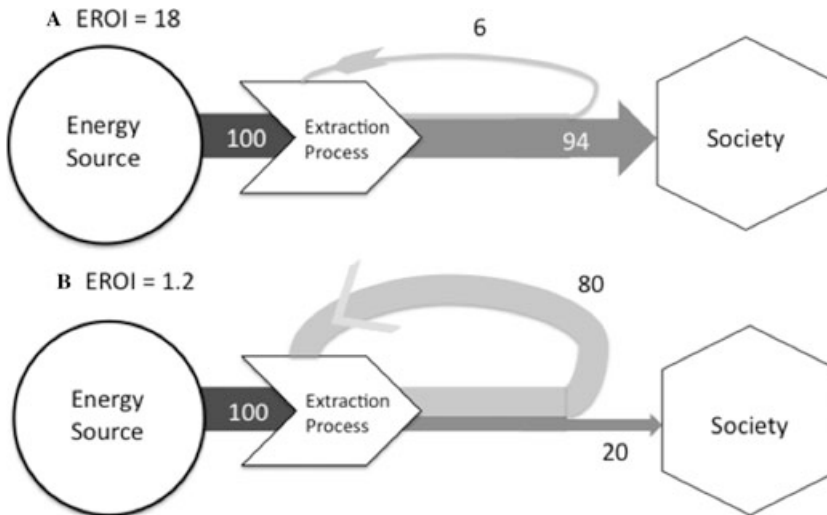 A EROI = 18
6
Energy
Source
100
Extraction
Process
94
Society
B EROI = 1.2
80
Energy
Source
100
Extraction
Process
20
Society